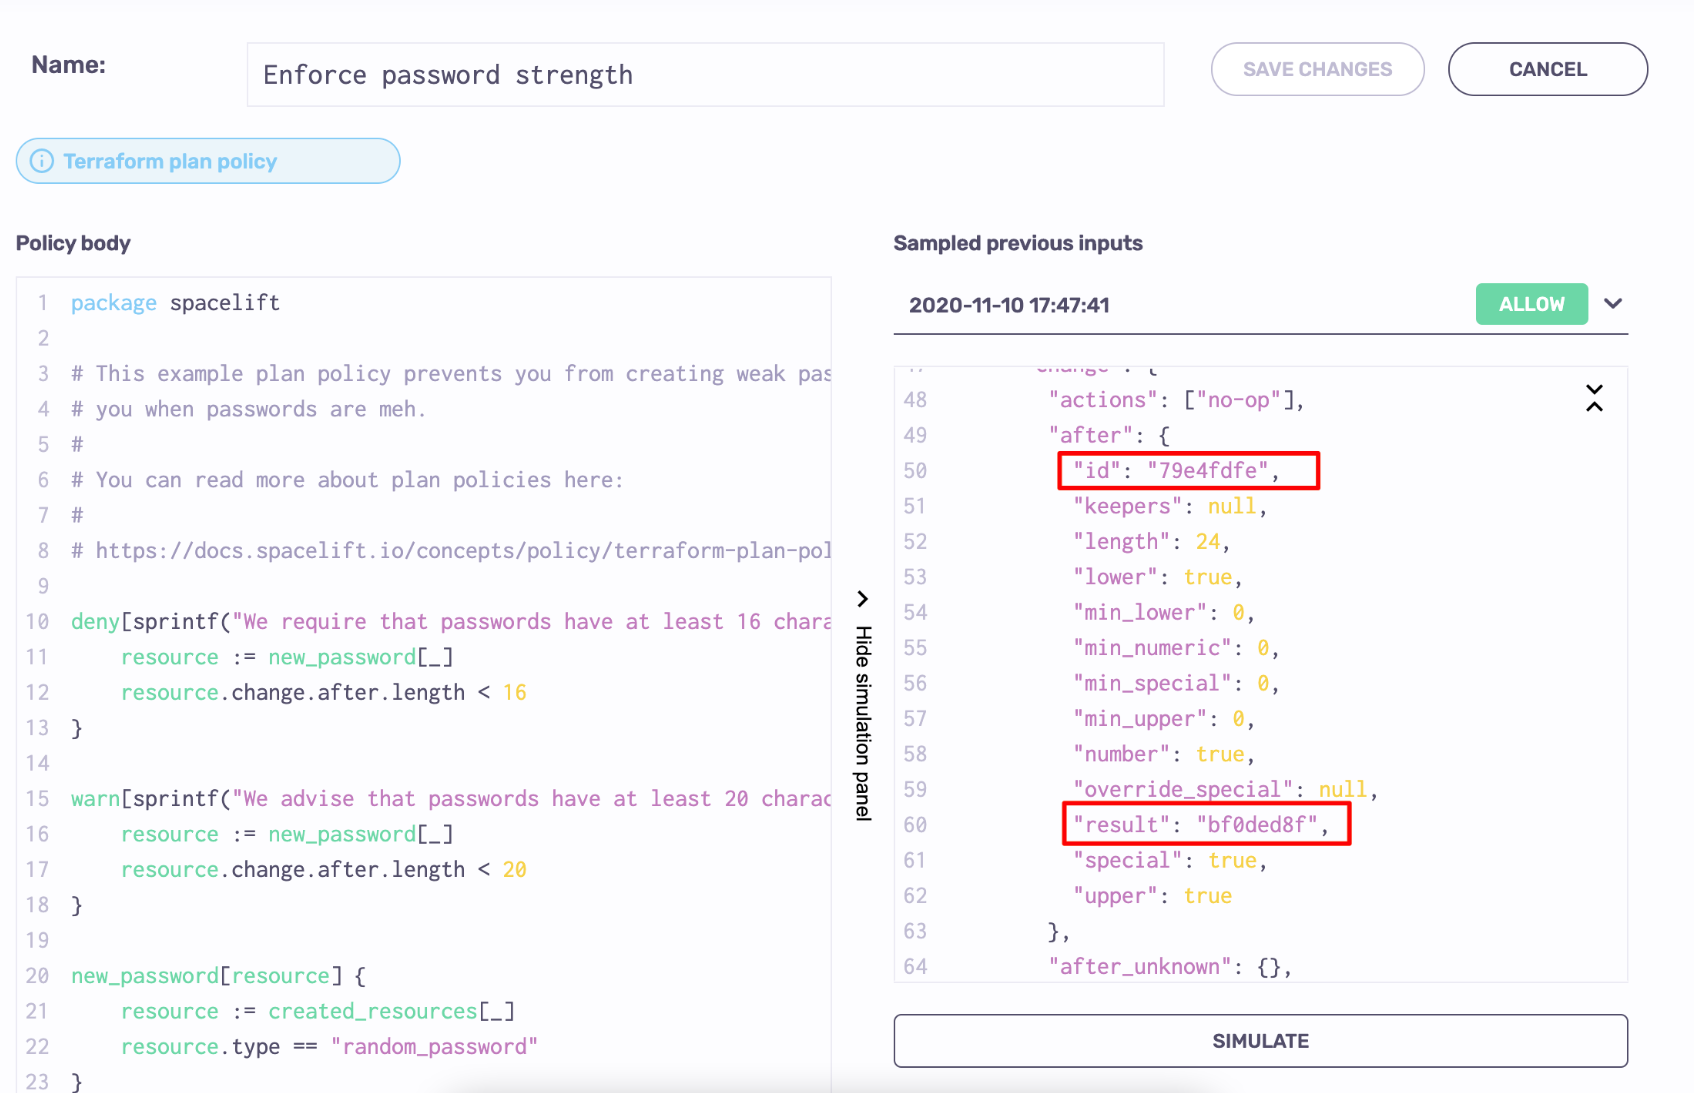 Name:
Enforce password strength
SAVE CHANGES
CANCEL
Terraform plan policy
Policy body
1 package spacelift
2
3 # This example plan policy prevents you from creating weak pas
4 # you when passwords are meh.
5 #
6 # You can read more about plan policies here:
7 #
8 # https://docs.spacelift.io/concepts/policy/terraform-plan-pol
9
10 deny[sprintf("We require that passwords have at least 16 chara
11     resource := new_password[_]
12     resource.change.after.length < 16
13 }
14
15 warn[sprintf("We advise that passwords have at least 20 charac
16     resource := new_password[_]
17     resource.change.after.length < 20
18 }
19
20 new_password[resource] {
21     resource := created_resources[_]
22     resource.type == "random_password"
23 }
Hide simulation panel
Sampled previous inputs
2020-11-10 17:47:41
ALLOW
47 "change": {
48 "actions": ["no-op"],
49 "after": {
50 "id": "79e4fdfe",
51 "keepers": null,
52 "length": 24,
53 "lower": true,
54 "min_lower": 0,
55 "min_numeric": 0,
56 "min_special": 0,
57 "min_upper": 0,
58 "number": true,
59 "override_special": null,
60 "result": "bf0ded8f",
61 "special": true,
62 "upper": true
63 },
64 "after_unknown": {},
SIMULATE